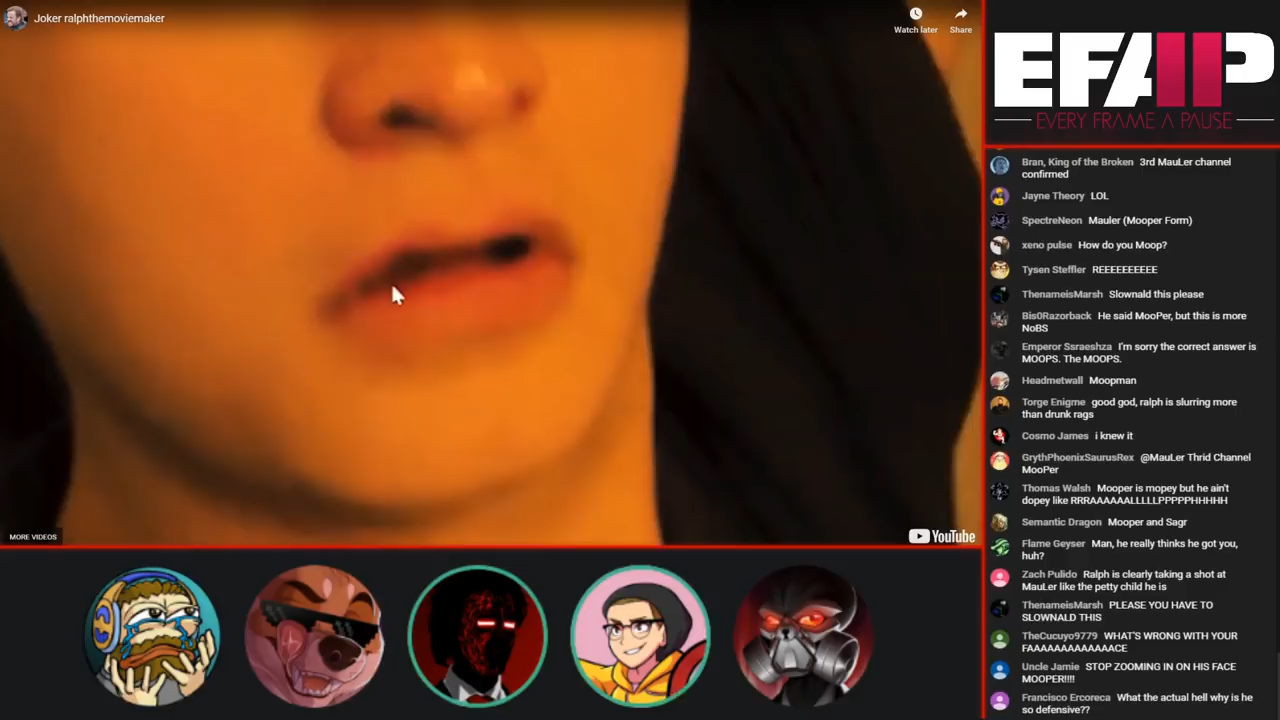 Joker ralphthemoviemaker
Watch later
Share
MORE VIDEOS
YouTube
EFAP
EVERY FRAME A PAUSE
Bran, King of the Broken 3rd MauLer channel
confirmed
Jayne Theory LOL
SpectreNeon Mauler (Mooper Form)
xeno pulse How do you Moop?
Tysen Steffler REEEEEEEEEE
ThenameisMarsh Slownald this please
Bis0Razorback He said MooPer, but this is more
NoBS
Emperor Ssraeshza I'm sorry the correct answer is
MOOPS. The MOOPS.
Headmetwall Moopman
Torge Enigme good god, ralph is slurring more
than drunk rags
Cosmo James i knew it
GrythPhoenixSaurusRex @MauLer Thrid Channel
MooPer
Thomas Walsh Mooper is mopey but he ain't
dopey like RRRAAAAALLLLLPPPPPHHHHH
Semantic Dragon Mooper and Sagr
Flame Geyser Man, he really thinks he got you,
huh?
Zach Pulido Ralph is clearly taking a shot at
MauLer like the petty child he is
ThenameisMarsh PLEASE YOU HAVE TO
SLOWNALD THIS
TheCucuyo9779 WHAT'S WRONG WITH YOUR
FAAAAAAAAAAAAACE
Uncle Jamie STOP ZOOMING IN ON HIS FACE
MOOPER!!!!
Francisco Ercoreca What the actual hell why is he
so defensive??